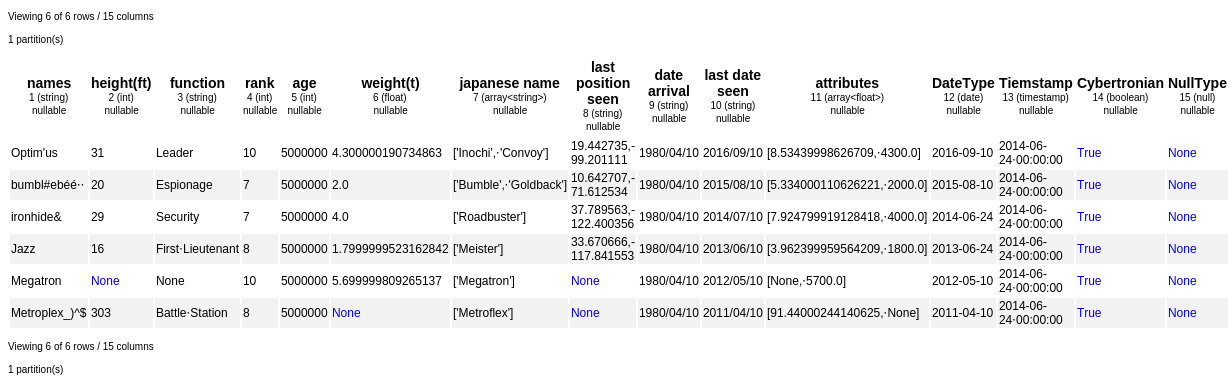 Viewing 6 of 6 rows / 15 columns
1 partition(s)
names height(ft) function rank age weight(t) japanese name last position seen date arrival last date seen attributes DateType Tiemstamp Cybertronian NullType
1 (string) 2 (int) 3 (string) 4 (int) 5 (int) 6 (float) 7 (array<string>) 8 (string) 9 (string) 10 (string) 11 (array<float>) 12 (date) 13 (timestamp) 14 (boolean) 15 (null)
nullable nullable nullable nullable nullable nullable nullable nullable nullable nullable nullable nullable nullable nullable nullable
Optim'us 31 Leader 10 5000000 4.300000190734863 ['Inochi',⋅'Convoy'] 19.442735,-99.201111 1980/04/10 2016/09/10 [8.53439998626709,⋅4300.0] 2016-09-10 2014-06-24⋅00:00:00 True None
bumbl#ebéé⋅⋅ 20 Espionage 7 5000000 2.0 ['Bumble',⋅'Goldback'] 10.642707,-71.612534 1980/04/10 2015/08/10 [5.334000110626221,⋅2000.0] 2015-08-10 2014-06-24⋅00:00:00 True None
ironhide& 29 Security 7 5000000 4.0 ['Roadbuster'] 37.789563,-122.400356 1980/04/10 2014/07/10 [7.924799919128418,⋅4000.0] 2014-06-24 2014-06-24⋅00:00:00 True None
Jazz 16 First⋅Lieutenant 8 5000000 1.7999999523162842 ['Meister'] 33.670666,-117.841553 1980/04/10 2013/06/10 [3.962399959564209,⋅1800.0] 2013-06-24 2014-06-24⋅00:00:00 True None
Megatron None None 10 5000000 5.699999809265137 ['Megatron'] None 1980/04/10 2012/05/10 [None,⋅5700.0] 2012-05-10 2014-06-24⋅00:00:00 True None
Metroplex_)^$ 303 Battle⋅Station 8 5000000 None ['Metroflex'] None 1980/04/10 2011/04/10 [91.44000244140625,⋅None] 2011-04-10 2014-06-24⋅00:00:00 True None
Viewing 6 of 6 rows / 15 columns
1 partition(s)